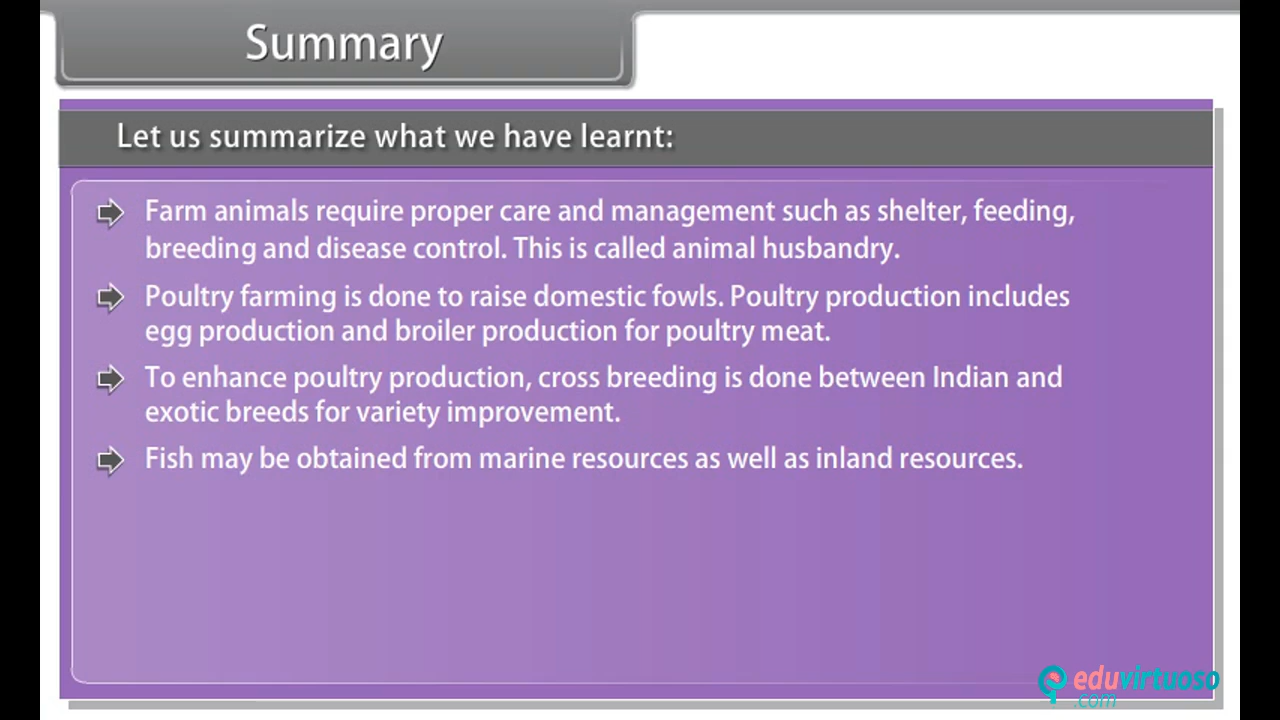 Summary
Let us summarize what we have learnt:
Farm animals require proper care and management such as shelter, feeding,
breeding and disease control. This is called animal husbandry.
Poultry farming is done to raise domestic fowls. Poultry production includes
egg production and broiler production for poultry meat.
To enhance poultry production, cross breeding is done between Indian and
exotic breeds for variety improvement.
Fish may be obtained from marine resources as well as inland resources.
eduvirtuoso
.com